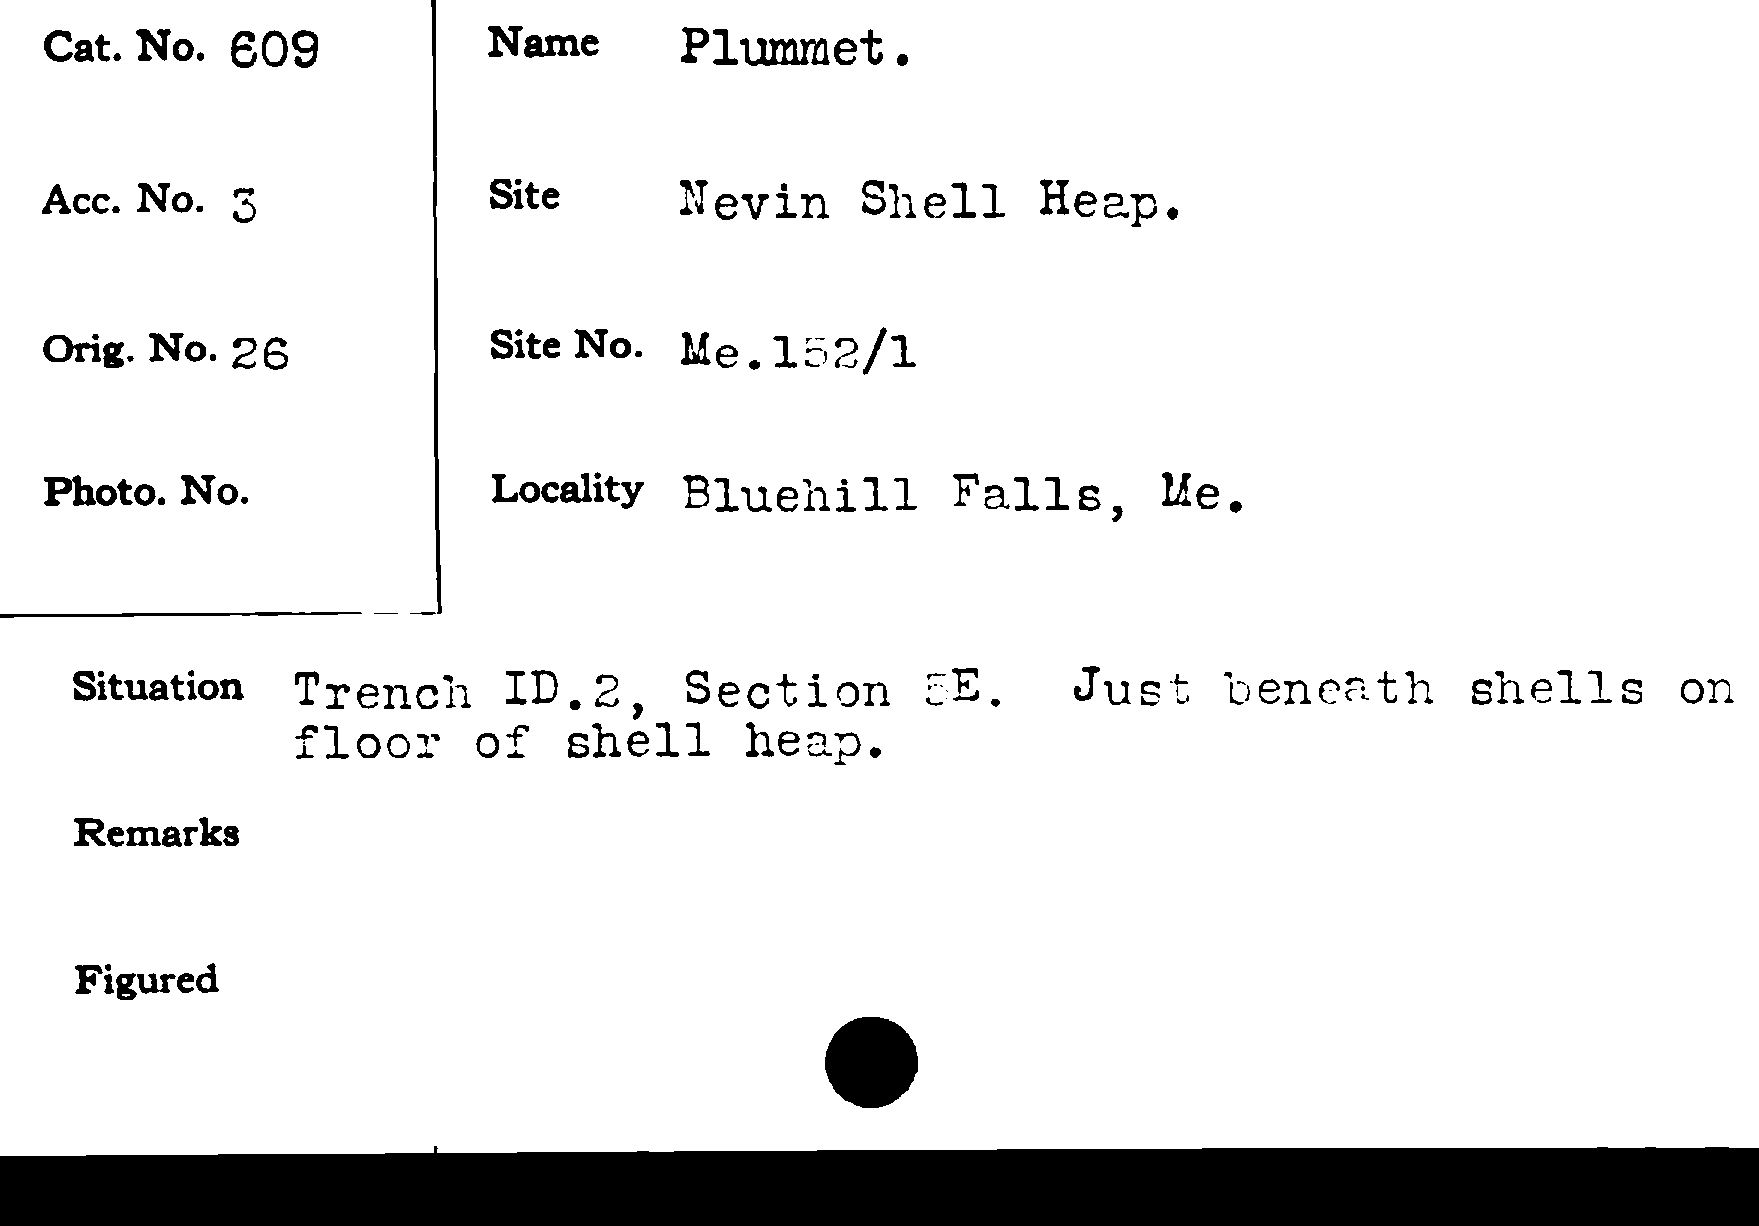 Cat. No. 609
Name Plummet.
Acc. No. 3
Site Nevin Shell Heap.
Orig. No. 26
Site No. Me.152/1
Photo. No.
Locality Bluehill Falls, Me.
Situation Trench ID.2, Section 5E. Just beneath shells on
floor of shell heap.
Remarks
Figured